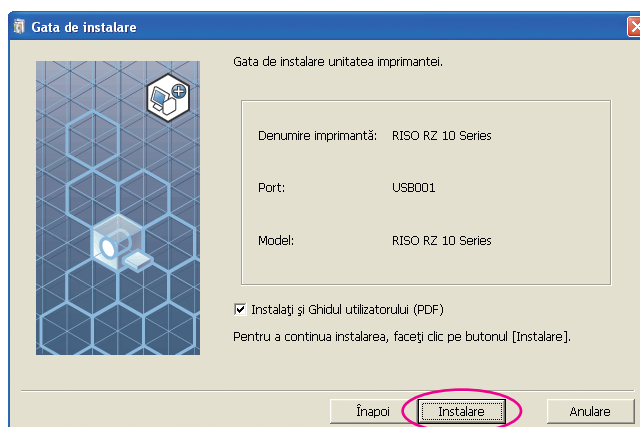 Gata de instalare
Gata de instalare unitatea imprimantei.
Denumire imprimantă: RISO RZ 10 Series
Port: USB001
Model: RISO RZ 10 Series
Instalaţi şi Ghidul utilizatorului (PDF)
Pentru a continua instalarea, faceţi clic pe butonul [Instalare].
Înapoi Instalare Anulare